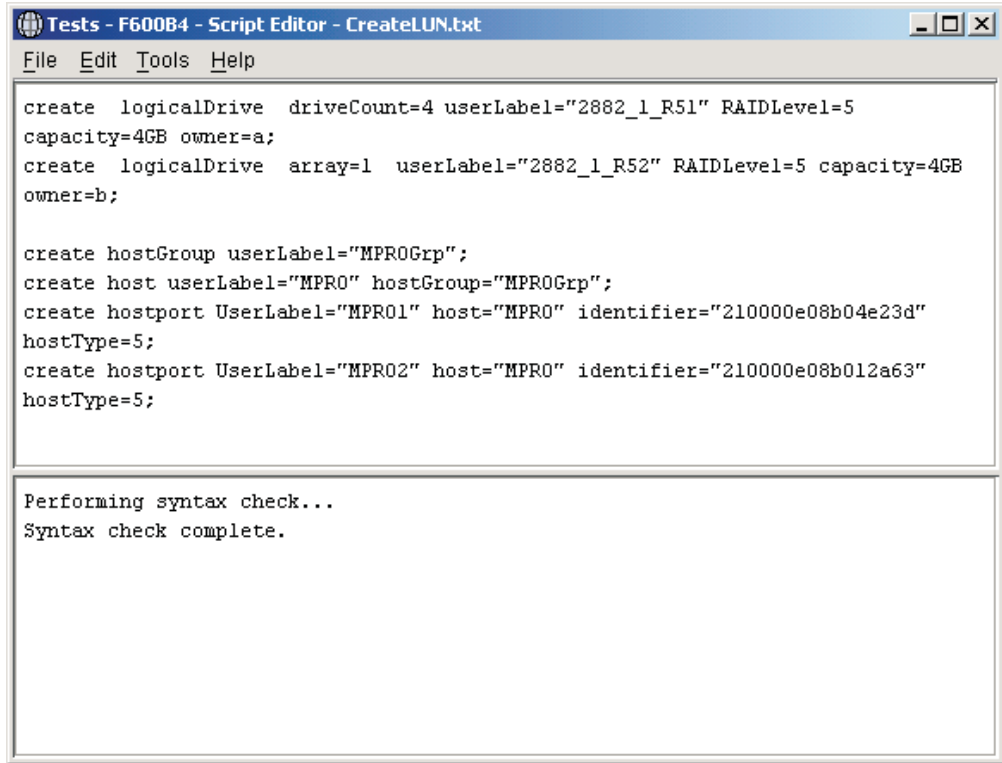 Tests - F600B4 - Script Editor - CreateLUN.txt
File Edit Tools Help
create logicalDrive driveCount=4 userLabel="2882_1_R51" RAIDLevel=5
capacity=4GB owner=a;
create logicalDrive array=1 userLabel="2882_1_R52" RAIDLevel=5 capacity=4GB
owner=b;
create hostGroup userLabel="MPR0Grp";
create host userLabel="MPR0" hostGroup="MPR0Grp";
create hostport UserLabel="MPR01" host="MPR0" identifier="210000e08b04e23d"
hostType=5;
create hostport UserLabel="MPR02" host="MPR0" identifier="210000e08b012a63"
hostType=5;
Performing syntax check...
Syntax check complete.